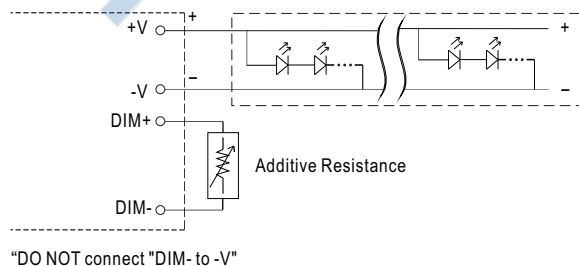 +V
+
+
-V
–
–
DIM+
Additive Resistance
DIM-
“DO NOT connect "DIM- to -V"